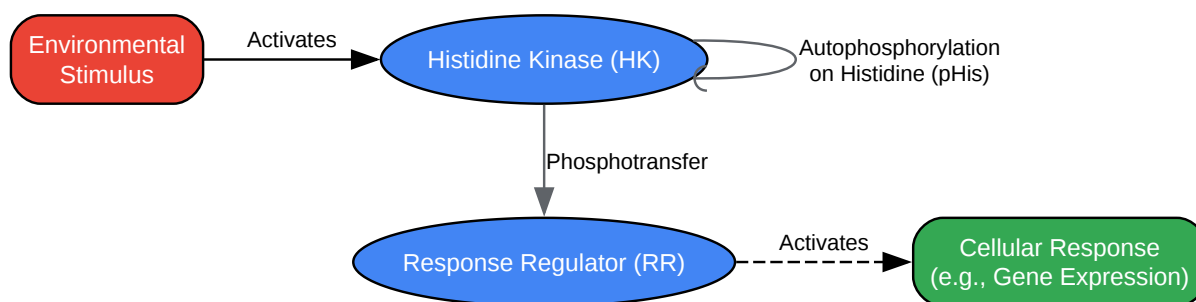 Environmental
Stimulus
Activates
Histidine Kinase (HK)
Autophosphorylation
on Histidine (pHis)
Phosphotransfer
Response Regulator (RR)
Activates
Cellular Response
(e.g., Gene Expression)